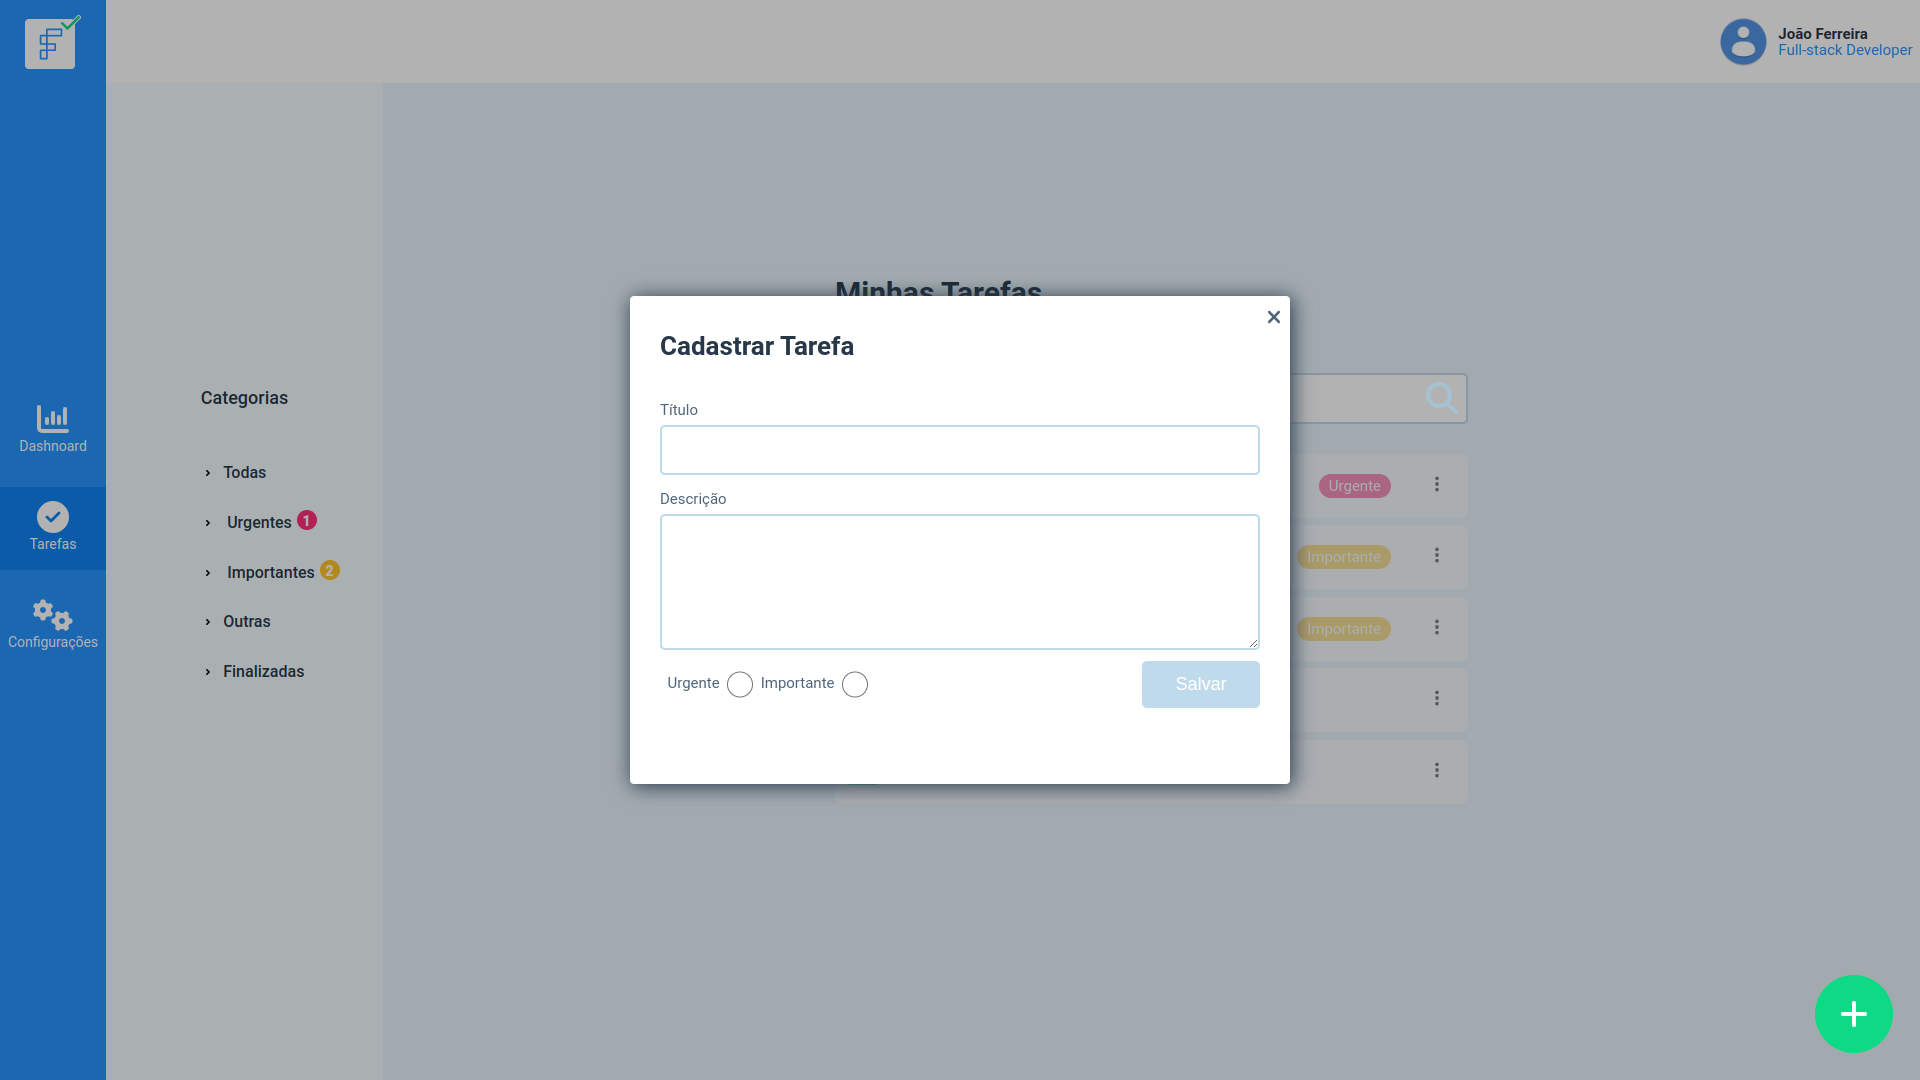 João Ferreira
Full-stack Developer
Dashnoard
Tarefas
Configurações
Categorias
Todas
Urgentes 1
Importantes 2
Outras
Finalizadas
Minhas Tarefas
Cadastrar Tarefa
Título
Descrição
Urgente Importante
Salvar
Urgente
Importante
Importante